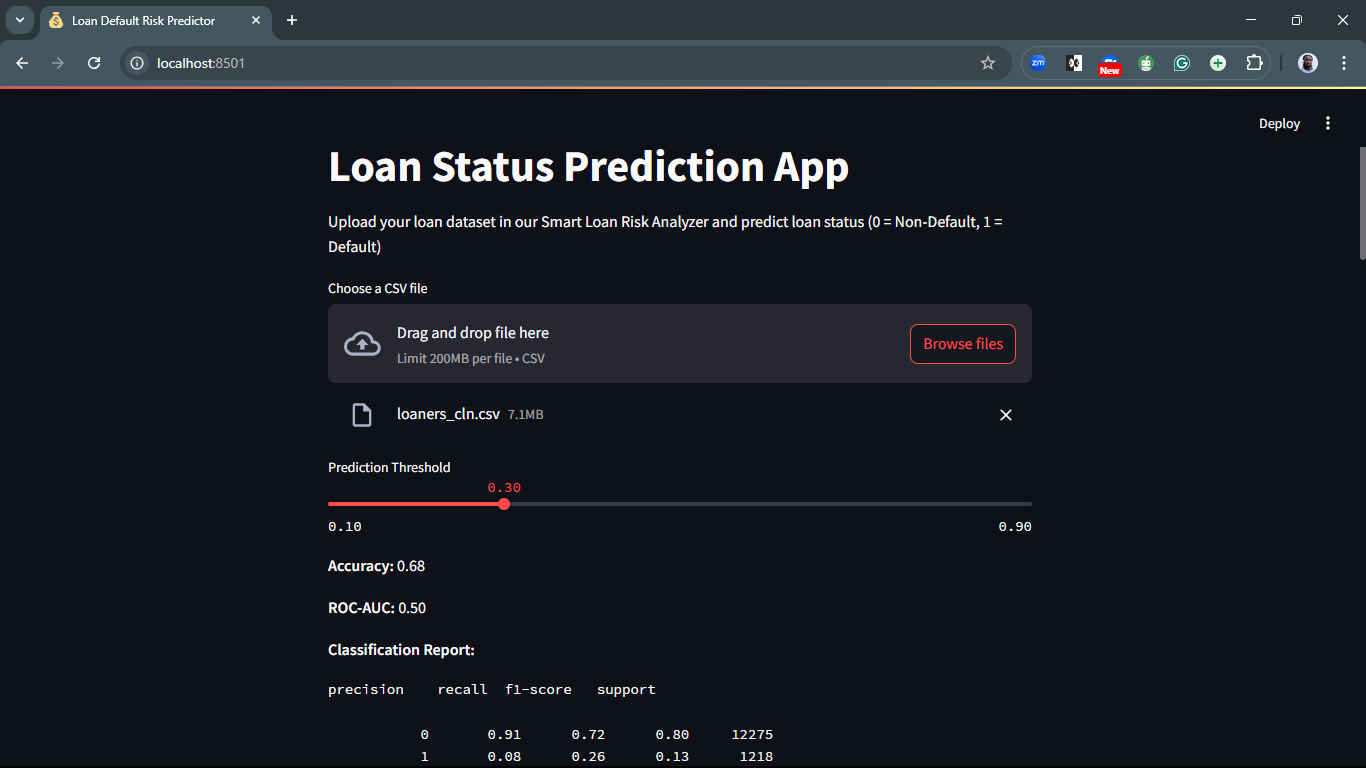 Loan Default Risk Predictor
localhost:8501
zm
New
Deploy
Loan Status Prediction App
Upload your loan dataset in our Smart Loan Risk Analyzer and predict loan status (0 = Non-Default, 1 =
Default)
Choose a CSV file
Drag and drop file here
Limit 200MB per file • CSV
Browse files
loaners_cln.csv 7.1MB
Prediction Threshold
0.30
0.10 0.90
Accuracy: 0.68
ROC-AUC: 0.50
Classification Report:
precision recall f1-score support
0 0.91 0.72 0.80 12275
1 0.08 0.26 0.13 1218